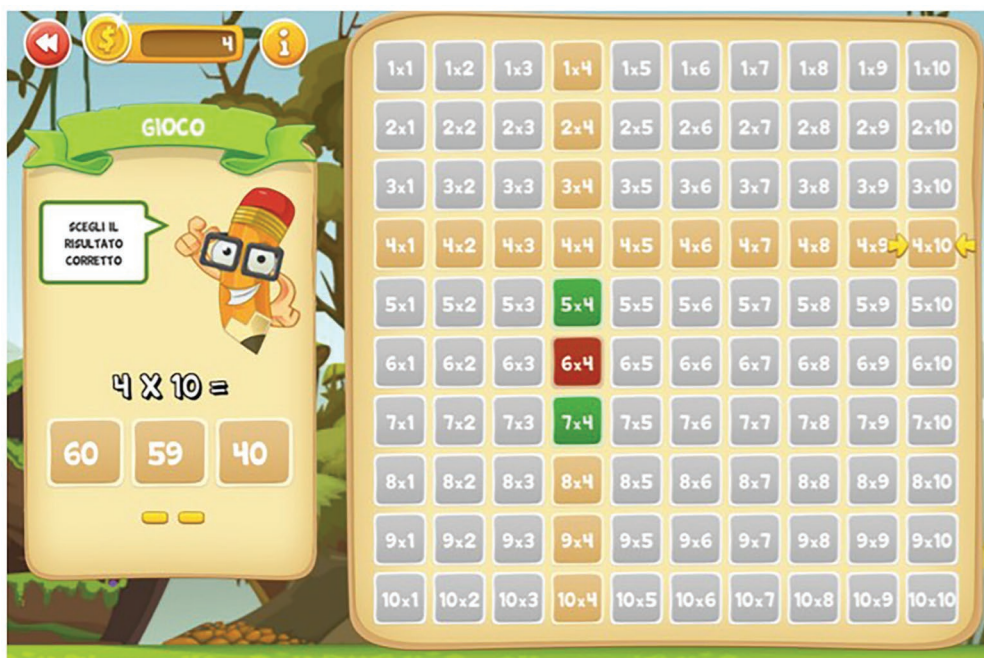 4
GIOCO
SCEGLI IL
RISULTATO
CORRETTO
4 X 10 =
60 59 40
1x1 1x2 1x3 1x4 1x5 1x6 1x7 1x8 1x9 1x10
2x1 2x2 2x3 2x4 2x5 2x6 2x7 2x8 2x9 2x10
3x1 3x2 3x3 3x4 3x5 3x6 3x7 3x8 3x9 3x10
4x1 4x2 4x3 4x4 4x5 4x6 4x7 4x8 4x9 4x10
5x1 5x2 5x3 5x4 5x5 5x6 5x7 5x8 5x9 5x10
6x1 6x2 6x3 6x4 6x5 6x6 6x7 6x8 6x9 6x10
7x1 7x2 7x3 7x4 7x5 7x6 7x7 7x8 7x9 7x10
8x1 8x2 8x3 8x4 8x5 8x6 8x7 8x8 8x9 8x10
9x1 9x2 9x3 9x4 9x5 9x6 9x7 9x8 9x9 9x10
10x1 10x2 10x3 10x4 10x5 10x6 10x7 10x8 10x9 10x10